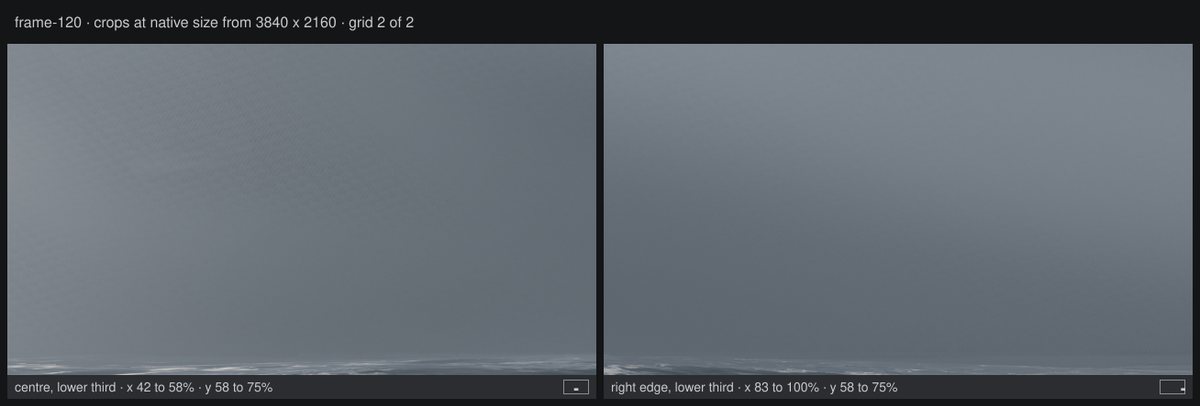 frame-120 · crops at native size from 3840 x 2160 · grid 2 of 2
centre, lower third · x 42 to 58% · y 58 to 75%
right edge, lower third · x 83 to 100% · y 58 to 75%